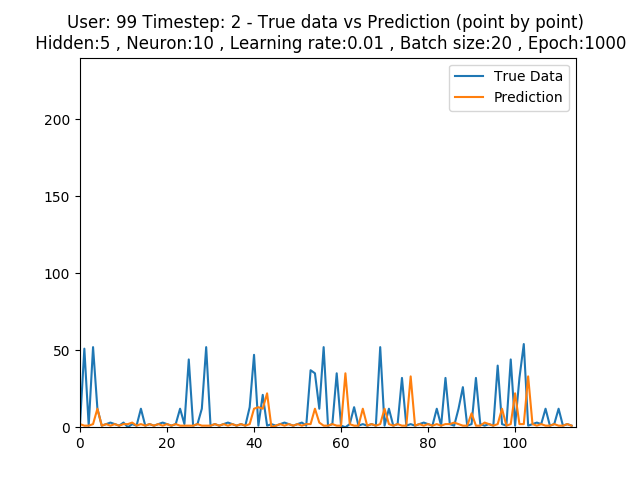 User: 99 Timestep: 2 - True data vs Prediction (point by point)
Hidden:5 , Neuron:10 , Learning rate:0.01 , Batch size:20 , Epoch:1000
True Data
Prediction
200
150
100
50
0
0 20 40 60 80 100